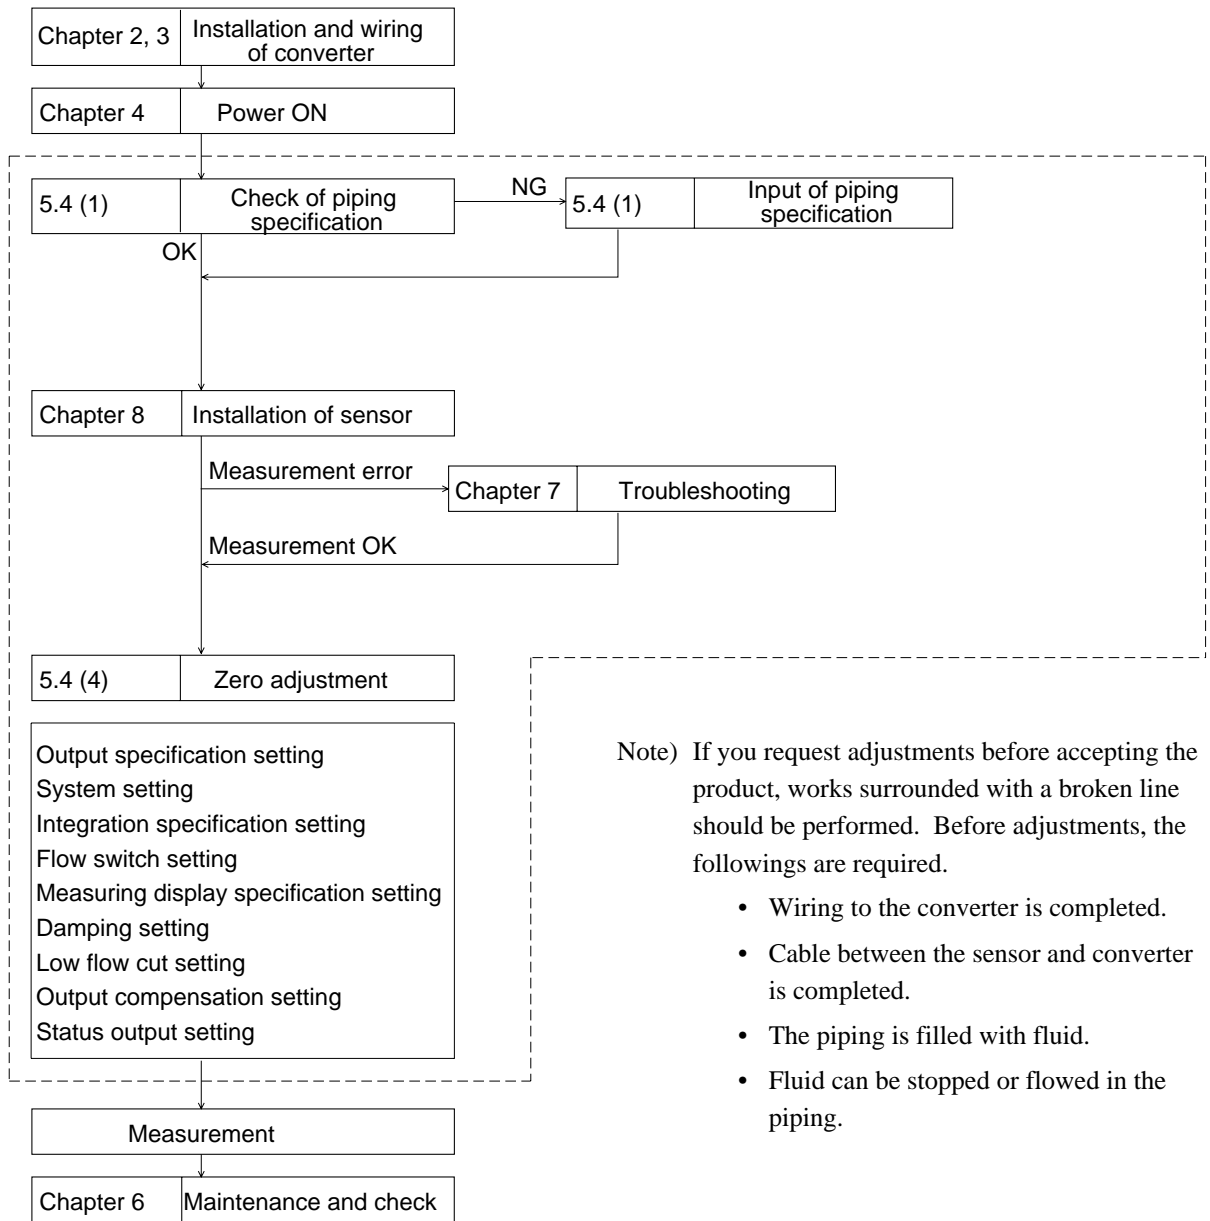 Chapter 2, 3
Installation and wiring
of converter
Chapter 4
Power ON
5.4 (1)
Check of piping
specification
NG
5.4 (1)
Input of piping
specification
OK
Chapter 8
Installation of sensor
Measurement error
Chapter 7
Troubleshooting
Measurement OK
5.4 (4)
Zero adjustment
Output specification setting
System setting
Integration specification setting
Flow switch setting
Measuring display specification setting
Damping setting
Low flow cut setting
Output compensation setting
Status output setting
Note) If you request adjustments before accepting the
product, works surrounded with a broken line
should be performed. Before adjustments, the
followings are required.
• Wiring to the converter is completed.
• Cable between the sensor and converter
is completed.
• The piping is filled with fluid.
• Fluid can be stopped or flowed in the
piping.
Measurement
Chapter 6
Maintenance and check